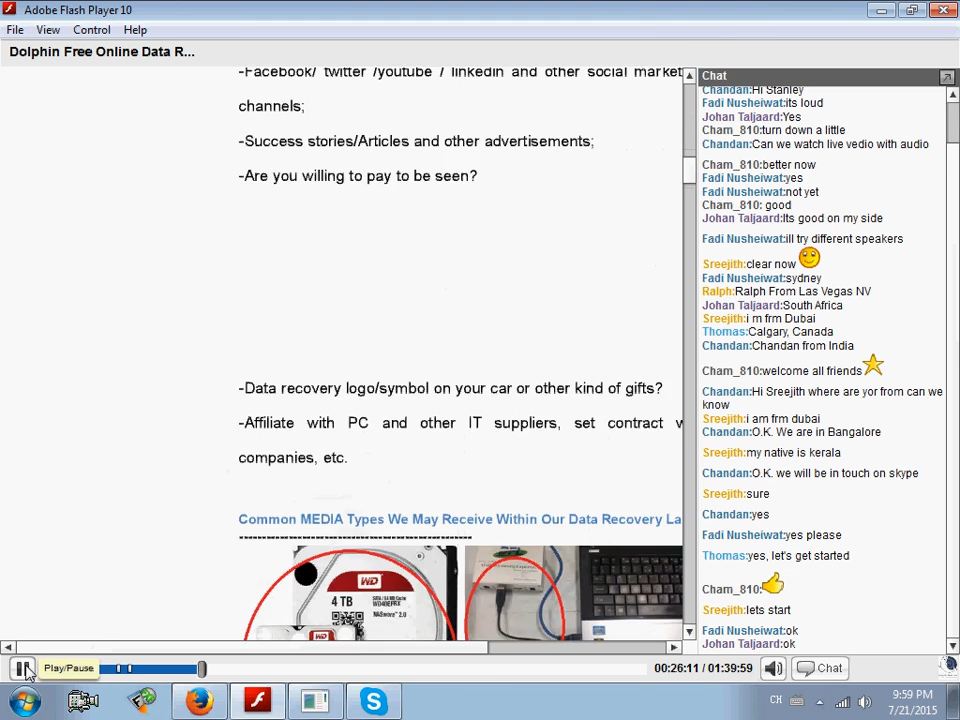 Adobe Flash Player 10
File View Control Help
Dolphin Free Online Data R...
-Facebook/ twitter /youtube / linkedin and other social market
channels;
-Success stories/Articles and other advertisements;
-Are you willing to pay to be seen?
-Data recovery logo/symbol on your car or other kind of gifts?
-Affiliate with PC and other IT suppliers, set contract w
companies, etc.
Common MEDIA Types We May Receive Within Our Data Recovery La
------------------------------------------------
WD
4 TB
WD40EFRX
NASware™ 2.0
WD
Chat
Chandan:Hi Stanley
Fadi Nusheiwat:its loud
Johan Taljaard:Yes
Cham_810:turn down a little
Chandan:Can we watch live vedio with audio
Cham_810:better now
Fadi Nusheiwat:yes
Fadi Nusheiwat:not yet
Cham_810: good
Johan Taljaard:Its good on my side
Fadi Nusheiwat:ill try different speakers
Sreejith:clear now
Fadi Nusheiwat:sydney
Ralph:Ralph From Las Vegas NV
Johan Taljaard:South Africa
Sreejith:i m frm Dubai
Thomas:Calgary, Canada
Chandan:Chandan from India
Cham_810:welcome all friends
Chandan:Hi Sreejith where are yor from can we
know
Sreejith:i am frm dubai
Chandan:O.K. We are in Bangalore
Sreejith:my native is kerala
Chandan:O.K. we will be in touch on skype
Sreejith:sure
Chandan:yes
Fadi Nusheiwat:yes please
Thomas:yes, let's get started
Cham_810:
Sreejith:lets start
Fadi Nusheiwat:ok
Johan Taljaard:ok
Play/Pause
00:26:11 / 01:39:59
Chat
CH
9:59 PM
7/21/2015